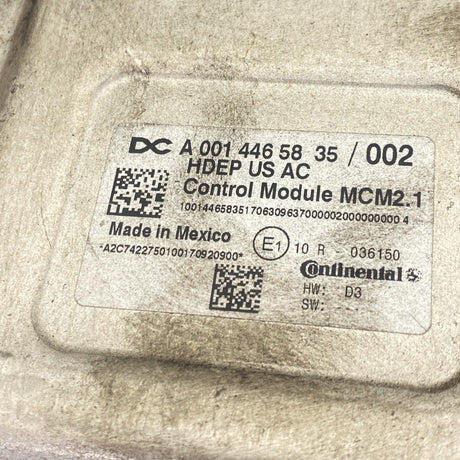 DC A 001 446 58 35 / 002
HDEP US AC
Control Module MCM2.1
10014465835170630963700000200000000004
Made in Mexico
*A2C7422750100170920900*
E1 10 R - 036150
Continental
HW: D3
SW: - -